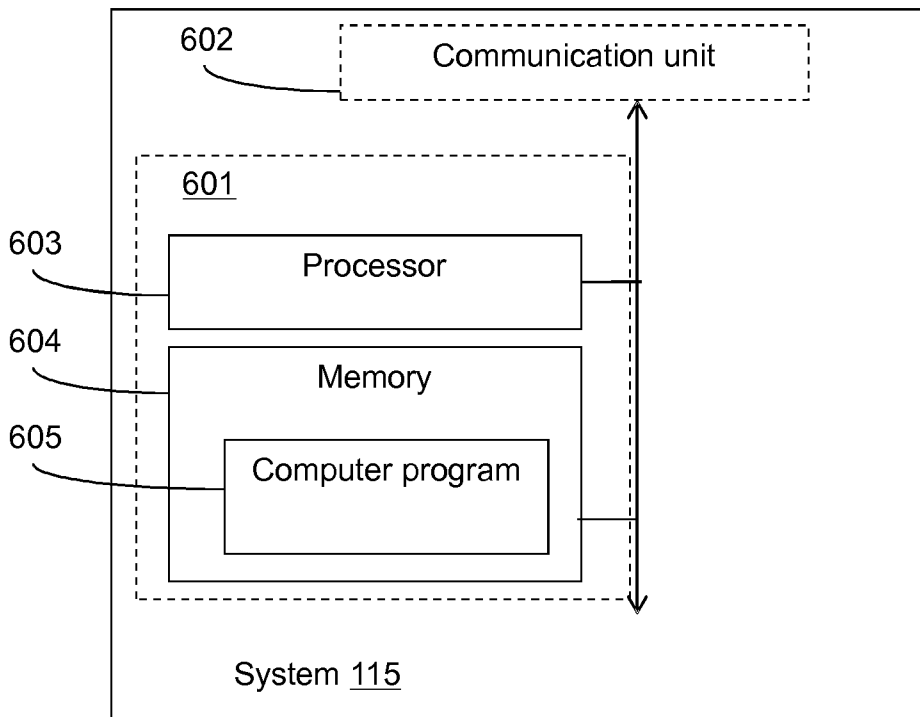 602
Communication unit
601
603
Processor
604
Memory
605
Computer program
System 115